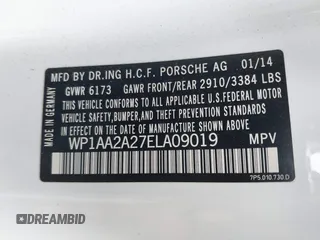 MFD BY DR.ING H.C.F. PORSCHE AG 01/14
GVWR 6173 GAWR FRONT/REAR 2910/3384 LBS
THIS VEHICLE CONFORMS TO ALL APPLICABLE U.S.FEDERAL MOTOR
VEHICLE SAFETY, BUMPER, AND THEFT PREVENTION STANDARDS
IN EFFECT ON THE DATE OF MANUFACTURE SHOWN ABOVE.
WP1AA2A27ELA09019 MPV
MADE IN GERMANY
7P5.010.730.D
DREAMBID